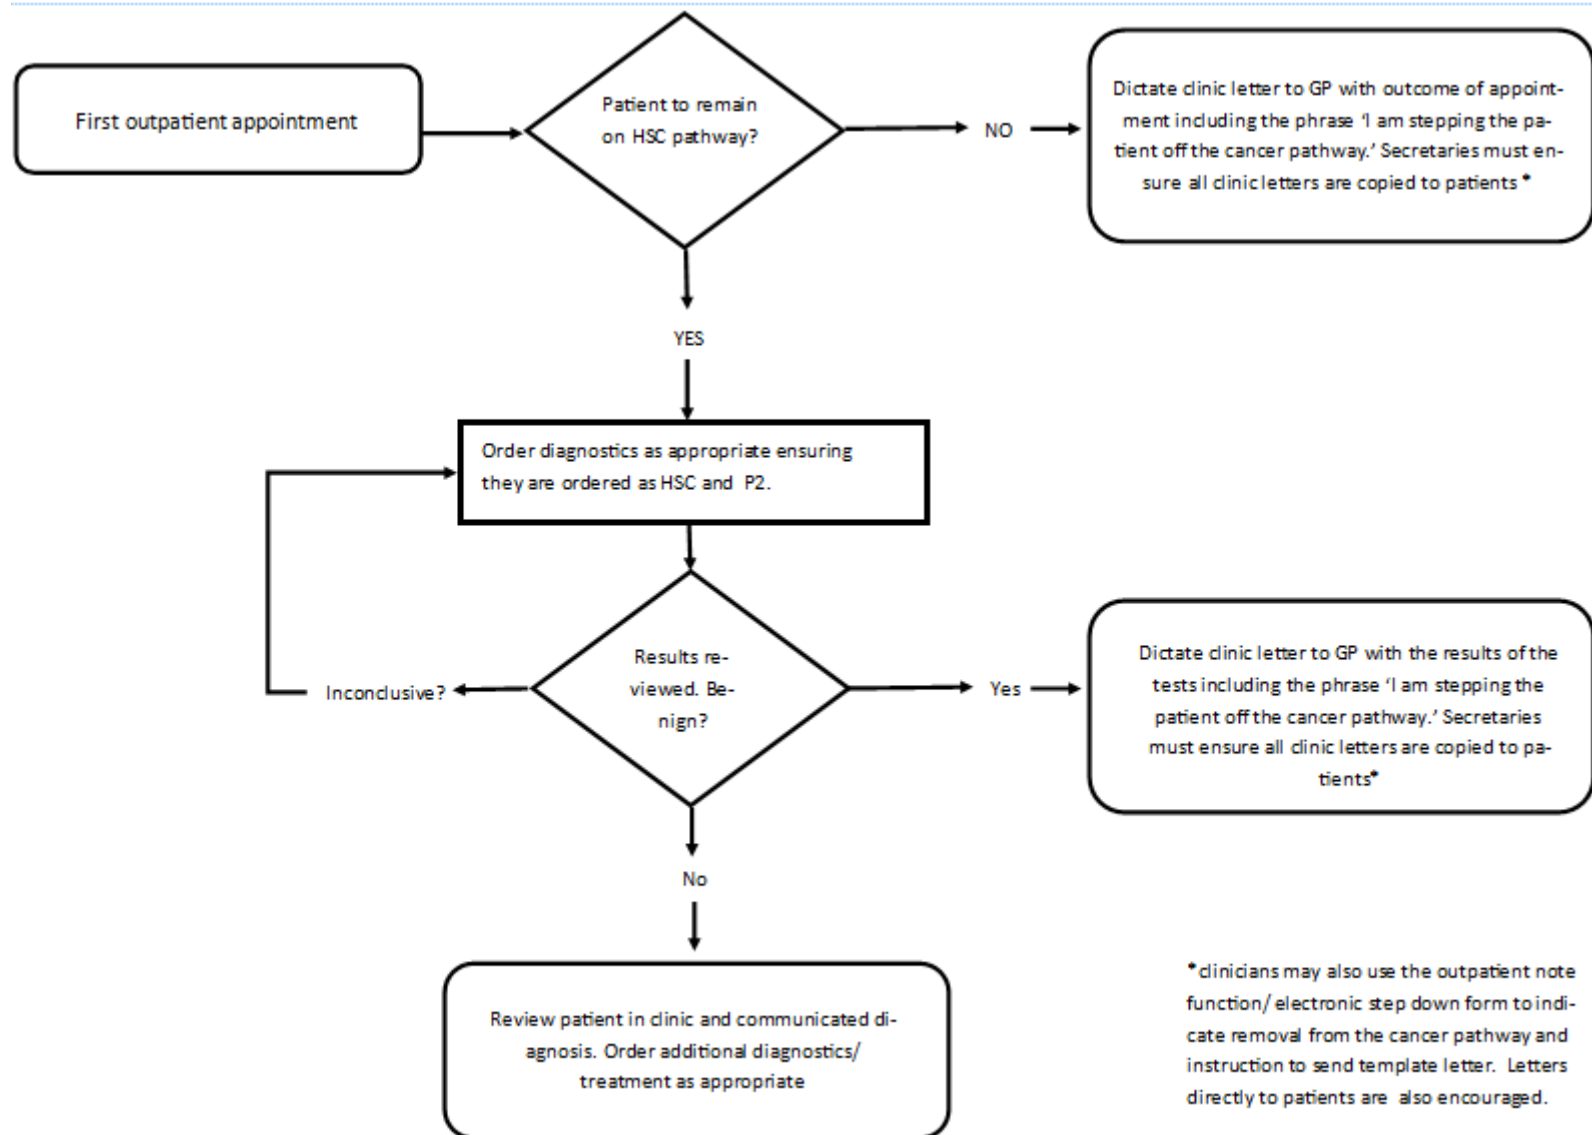 First outpatient appointment
Patient to remain
on HSC pathway?
NO
Dictate clinic letter to GP with outcome of appoint-
ment including the phrase ‘I am stepping the pa-
tient off the cancer pathway.’ Secretaries must en-
sure all clinic letters are copied to patients *
YES
Order diagnostics as appropriate ensuring
they are ordered as HSC and P2.
Inconclusive?
Results re-
viewed. Be-
nign?
Yes
Dictate clinic letter to GP with the results of the
tests including the phrase ‘I am stepping the
patient off the cancer pathway.’ Secretaries
must ensure all clinic letters are copied to pa-
tients*
No
Review patient in clinic and communicated di-
agnosis. Order additional diagnostics/
treatment as appropriate
*clinicians may also use the outpatient note
function/ electronic step down form to indi-
cate removal from the cancer pathway and
instruction to send template letter. Letters
directly to patients are also encouraged.